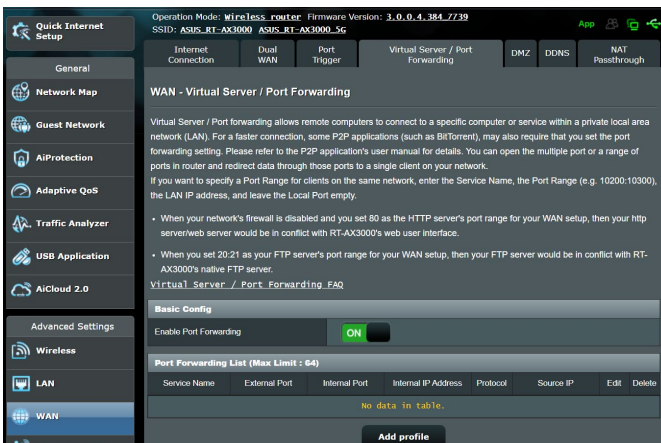 Quick Internet
Setup
General
Network Map
Guest Network
AiProtection
Adaptive QoS
Traffic Analyzer
USB Application
AiCloud 2.0
Advanced Settings
Wireless
LAN
WAN
Operation Mode: Wireless router Firmware Version: 3.0.0.4.384_7739
SSID: ASUS_RT-AX3000 ASUS_RT-AX3000_5G
App
Internet Connection Dual WAN Port Trigger Virtual Server / Port Forwarding DMZ DDNS NAT Passthrough
WAN - Virtual Server / Port Forwarding
Virtual Server / Port forwarding allows remote computers to connect to a specific computer or service within a private local area
network (LAN). For a faster connection, some P2P applications (such as BitTorrent), may also require that you set the port
forwarding setting. Please refer to the P2P application's user manual for details. You can open the multiple port or a range of
ports in router and redirect data through those ports to a single client on your network.
If you want to specify a Port Range for clients on the same network, enter the Service Name, the Port Range (e.g. 10200:10300),
the LAN IP address, and leave the Local Port empty.
• When your network's firewall is disabled and you set 80 as the HTTP server's port range for your WAN setup, then your http
server/web server would be in conflict with RT-AX3000's web user interface.
• When you set 20:21 as your FTP server's port range for your WAN setup, then your FTP server would be in conflict with RT-
AX3000's native FTP server.
Virtual Server / Port Forwarding FAQ
Basic Config
Enable Port Forwarding ON
Port Forwarding List (Max Limit : 64)
Service Name External Port Internal Port Internal IP Address Protocol Source IP Edit Delete
No data in table.
Add profile